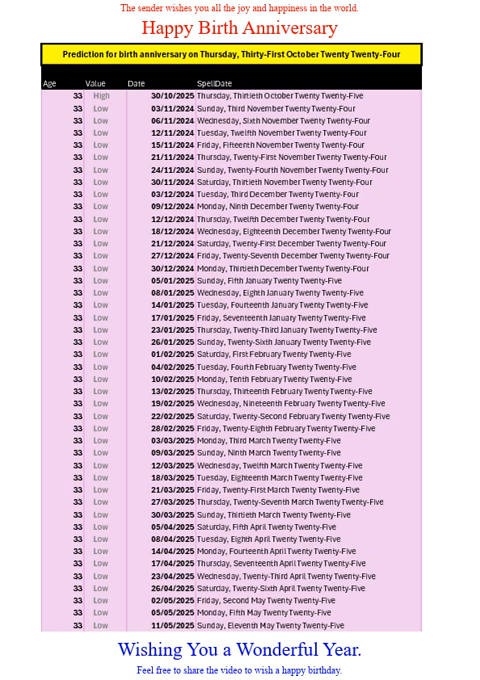 The sender wishes you all the joy and happiness in the world.
Happy Birth Anniversary
Prediction for birth anniversary on Thursday, Thirty-First October Twenty Twenty-Four
Age Value Date SpellDate
33 High 30/10/2025 Thursday, Thirtieth October Twenty Twenty-Five
33 Low 03/11/2024 Sunday, Third November Twenty Twenty-Four
33 Low 06/11/2024 Wednesday, Sixth November Twenty Twenty-Four
33 Low 12/11/2024 Tuesday, Twelfth November Twenty Twenty-Four
33 Low 15/11/2024 Friday, Fifteenth November Twenty Twenty-Four
33 Low 21/11/2024 Thursday, Twenty-First November Twenty Twenty-Four
33 Low 24/11/2024 Sunday, Twenty-Fourth November Twenty Twenty-Four
33 Low 30/11/2024 Saturday, Thirtieth November Twenty Twenty-Four
33 Low 03/12/2024 Tuesday, Third December Twenty Twenty-Four
33 Low 09/12/2024 Monday, Ninth December Twenty Twenty-Four
33 Low 12/12/2024 Thursday, Twelfth December Twenty Twenty-Four
33 Low 18/12/2024 Wednesday, Eighteenth December Twenty Twenty-Four
33 Low 21/12/2024 Saturday, Twenty-First December Twenty Twenty-Four
33 Low 27/12/2024 Friday, Twenty-Seventh December Twenty Twenty-Four
33 Low 30/12/2024 Monday, Thirtieth December Twenty Twenty-Four
33 Low 05/01/2025 Sunday, Fifth January Twenty Twenty-Five
33 Low 08/01/2025 Wednesday, Eighth January Twenty Twenty-Five
33 Low 14/01/2025 Tuesday, Fourteenth January Twenty Twenty-Five
33 Low 17/01/2025 Friday, Seventeenth January Twenty Twenty-Five
33 Low 23/01/2025 Thursday, Twenty-Third January Twenty Twenty-Five
33 Low 26/01/2025 Sunday, Twenty-Sixth January Twenty Twenty-Five
33 Low 01/02/2025 Saturday, First February Twenty Twenty-Five
33 Low 04/02/2025 Tuesday, Fourth February Twenty Twenty-Five
33 Low 10/02/2025 Monday, Tenth February Twenty Twenty-Five
33 Low 13/02/2025 Thursday, Thirteenth February Twenty Twenty-Five
33 Low 19/02/2025 Wednesday, Nineteenth February Twenty Twenty-Five
33 Low 22/02/2025 Saturday, Twenty-Second February Twenty Twenty-Five
33 Low 28/02/2025 Friday, Twenty-Eighth February Twenty Twenty-Five
33 Low 03/03/2025 Monday, Third March Twenty Twenty-Five
33 Low 09/03/2025 Sunday, Ninth March Twenty Twenty-Five
33 Low 12/03/2025 Wednesday, Twelfth March Twenty Twenty-Five
33 Low 18/03/2025 Tuesday, Eighteenth March Twenty Twenty-Five
33 Low 21/03/2025 Friday, Twenty-First March Twenty Twenty-Five
33 Low 27/03/2025 Thursday, Twenty-Seventh March Twenty Twenty-Five
33 Low 30/03/2025 Sunday, Thirtieth March Twenty Twenty-Five
33 Low 05/04/2025 Saturday, Fifth April Twenty Twenty-Five
33 Low 08/04/2025 Tuesday, Eighth April Twenty Twenty-Five
33 Low 14/04/2025 Monday, Fourteenth April Twenty Twenty-Five
33 Low 17/04/2025 Thursday, Seventeenth April Twenty Twenty-Five
33 Low 23/04/2025 Wednesday, Twenty-Third April Twenty Twenty-Five
33 Low 26/04/2025 Saturday, Twenty-Sixth April Twenty Twenty-Five
33 Low 02/05/2025 Friday, Second May Twenty Twenty-Five
33 Low 05/05/2025 Monday, Fifth May Twenty Twenty-Five
33 Low 11/05/2025 Sunday, Eleventh May Twenty Twenty-Five
Wishing You a Wonderful Year.
Feel free to share the video to wish a happy birthday.